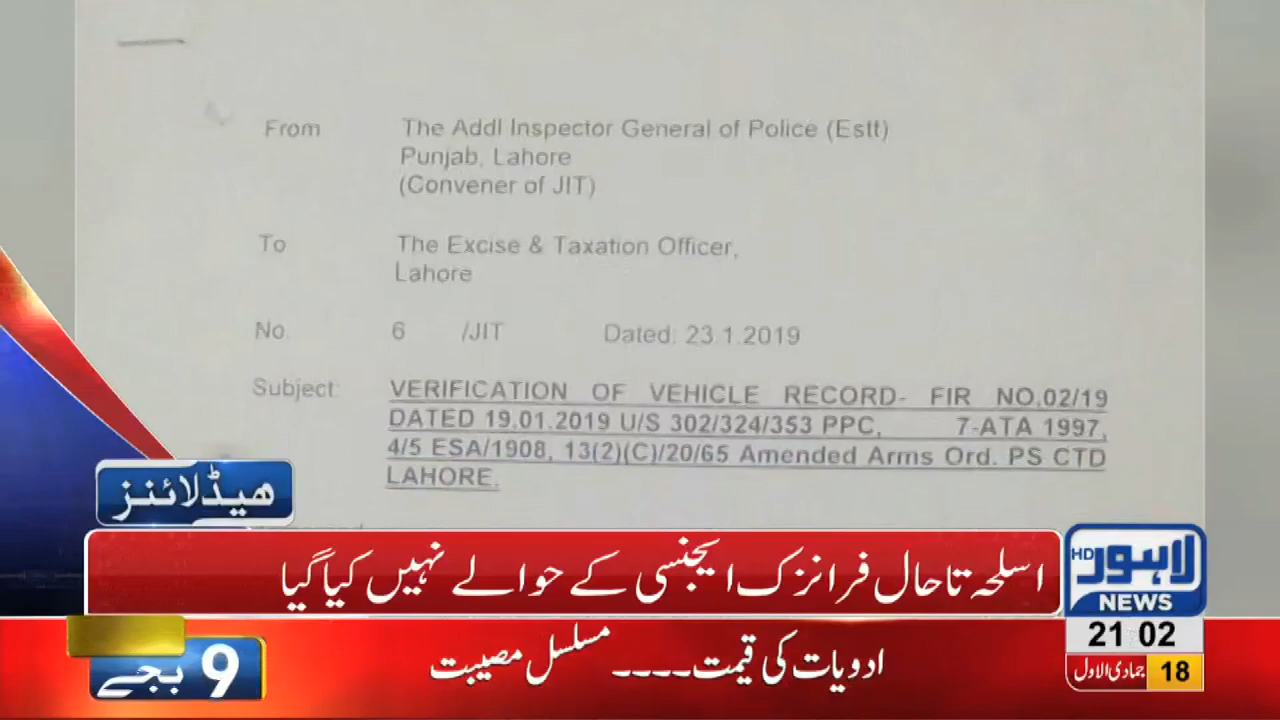 From The Addl Inspector General of Police (Estt)
Punjab, Lahore
(Convener of JIT)
To The Excise & Taxation Officer,
Lahore
No. 6 /JIT Dated: 23.1.2019
Subject: VERIFICATION OF VEHICLE RECORD- FIR NO.02/19
DATED 19.01.2019 U/S 302/324/353 PPC, 7-ATA 1997,
4/5 ESA/1908, 13(2)(C)/20/65 Amended Arms Ord. PS CTD
LAHORE.
ھیڈلائنز
اسلحہ تاحال فرانزک ایجنسی کے حوالے نہیں کیا گیا
HD لاہور
NEWS
21 02
18 جمادی الاول
9 بجے
ادویات کی قیمت۔۔۔۔ مسلسل مصیبت